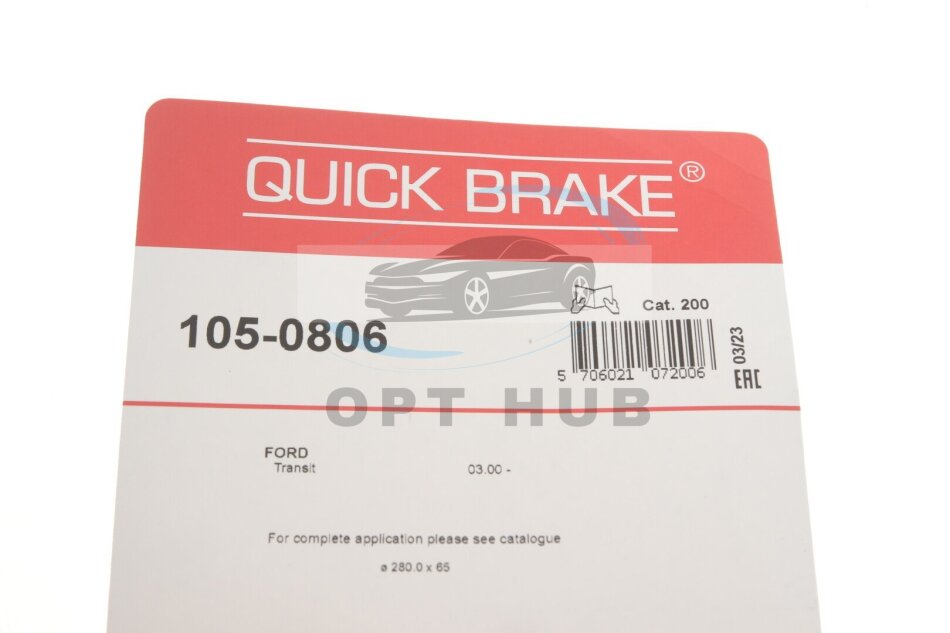 QUICK BRAKE®
Cat. 200
105-0806
03/23
5 706021 072006
EAC
OPT HUB
FORD
Transit 03.00 -
For complete application please see catalogue
ø 280.0 x 65